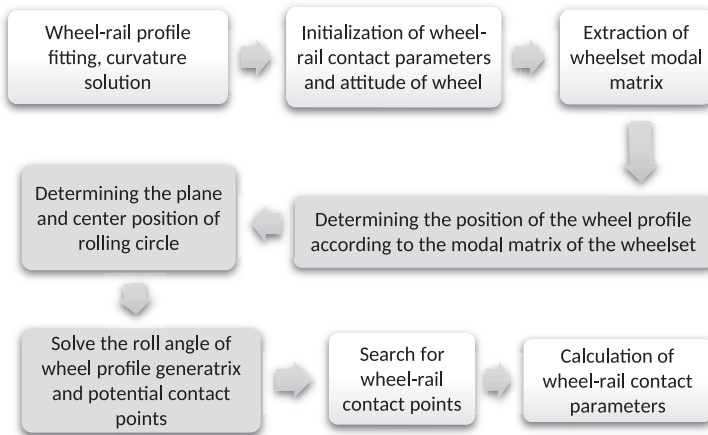 Wheel-rail profile
fitting, curvature
solution
Initialization of wheel-
rail contact parameters
and attitude of wheel
Extraction of
wheelset modal
matrix
Determining the position of the wheel profile
according to the modal matrix of the wheelset
Determining the plane
and center position of
rolling circle
Solve the roll angle of
wheel profile generatrix
and potential contact
points
Search for
wheel-rail
contact points
Calculation of
wheel-rail contact
parameters